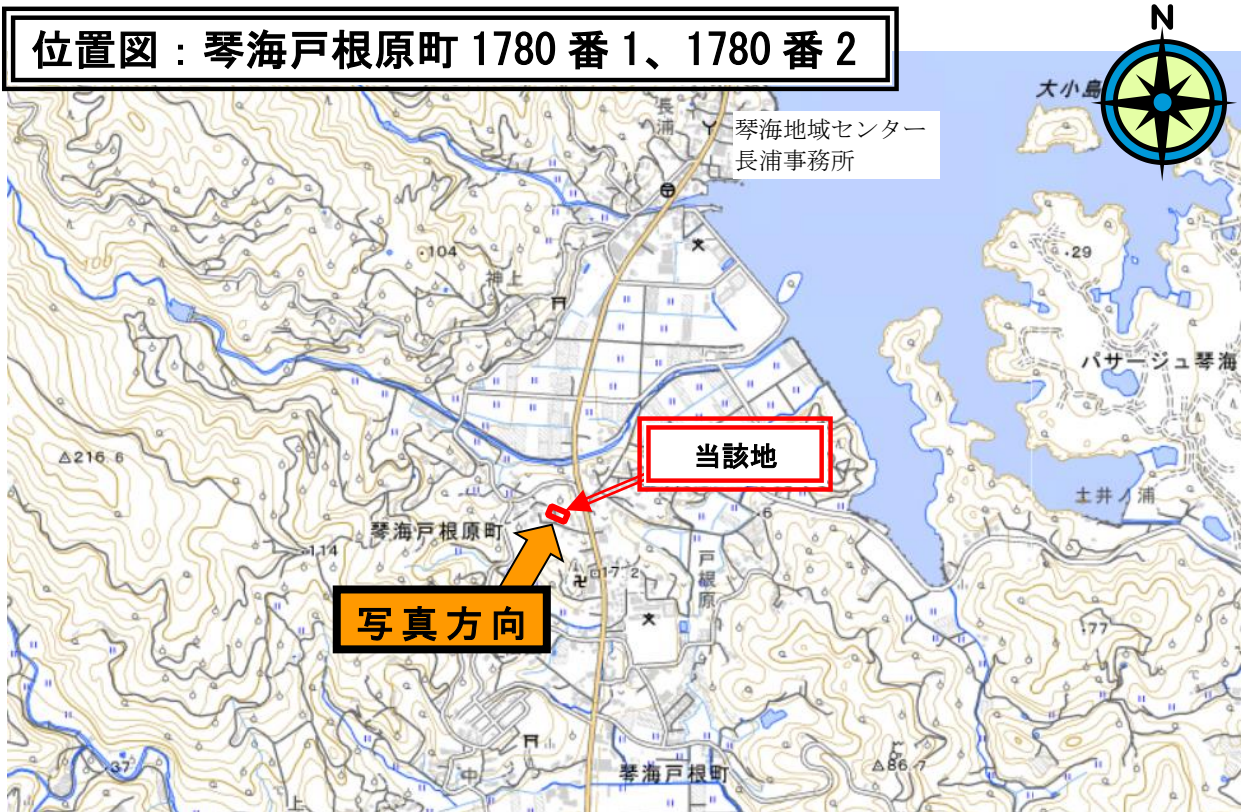 位置図：琴海戸根原町 1780 番 1、1780 番 2
N
大小島
長浦
琴海地域センター
長浦事務所
・29
・104
神上
100
パサージュ琴海
当該地
△216.6
土井ノ浦
・6
琴海戸根原町
・114
17.2
戸根原
写真方向
・77
琴海戸根町
△86.7
・37
中
上